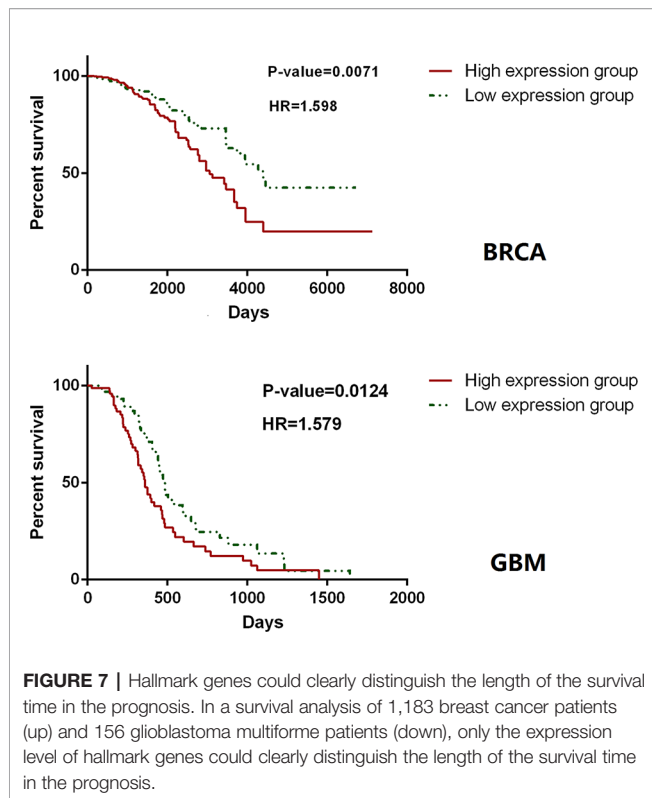 P-value=0.0071
HR=1.598
High expression group
Low expression group
Percent survival
100
50
0
0 2000 4000 6000 8000
Days
BRCA
P-value=0.0124
HR=1.579
High expression group
Low expression group
Percent survival
100
50
0
0 500 1000 1500 2000
Days
GBM
FIGURE 7 | Hallmark genes could clearly distinguish the length of the survival
time in the prognosis. In a survival analysis of 1,183 breast cancer patients
(up) and 156 glioblastoma multiforme patients (down), only the expression
level of hallmark genes could clearly distinguish the length of the survival time
in the prognosis.